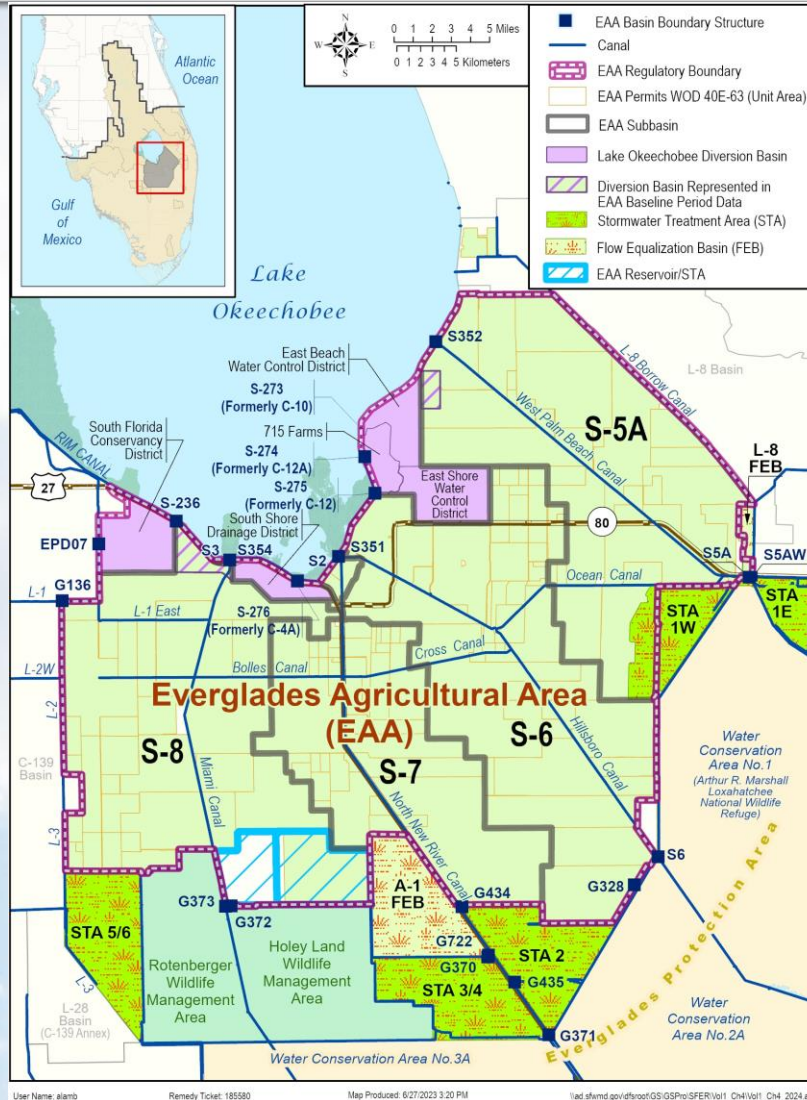 Atlantic
Ocean
Gulf
of
Mexico
N
W
E
S
0 1 2 3 4 5 Miles
0 1 2 3 4 5 Kilometers
EAA Basin Boundary Structure
Canal
EAA Regulatory Boundary
EAA Permits WOD 40E-63 (Unit Area)
EAA Subbasin
Lake Okeechobee Diversion Basin
Diversion Basin Represented in
EAA Baseline Period Data
Stormwater Treatment Area (STA)
Flow Equalization Basin (FEB)
EAA Reservoir/STA
Lake
Okeechobee
S352
East Beach
Water Control District
L-8 Borrow Canal
L-8 Basin
S-273
(Formerly C-10)
West Palm Beach Canal
715 Farms
S-5A
South Florida
Conservancy
District
S-274
(Formerly C-12A)
L-8
FEB
RIM CANAL
S-275
(Formerly C-12)
East Shore
Water
Control
District
27
South Shore
Drainage District
S-236
80
EPD07
S3
S354
S2
S351
S5A
S5AW
G136
L-1
Ocean Canal
STA
1W
STA
1E
L-1 East
S-276
(Formerly C-4A)
Cross Canal
L-2W
Bolles Canal
L-2
Everglades Agricultural Area
(EAA)
S-8
S-6
S-7
Hillsboro Canal
Water
Conservation
Area No.1
(Arthur R. Marshall
Loxahatchee
National Wildlife
Refuge)
C-139
Basin
Miami Canal
North New River Canal
L-3
S6
G328
A-1
FEB
G373
G372
G434
STA 5/6
G722
STA 2
Rotenberger
Wildlife
Management
Area
Holey Land
Wildlife
Management
Area
G370
G435
STA 3/4
L-3
L-28
Basin
(C-139 Annex)
G371
Everglades Protection Area
Water
Conservation
Area No.2A
Water Conservation Area No.3A
User Name: alamb
Remedy Ticket: 185580
Map Produced: 6/27/2023 3:20 PM